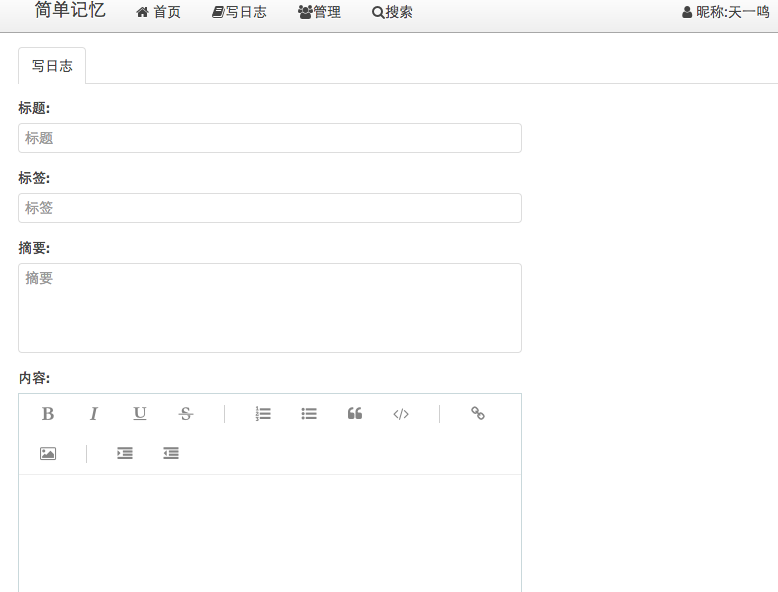 简单记忆 首页 写日志 管理 搜索 昵称:天一鸣
写日志
标题:
标题
标签:
标签
摘要:
摘要
内容: